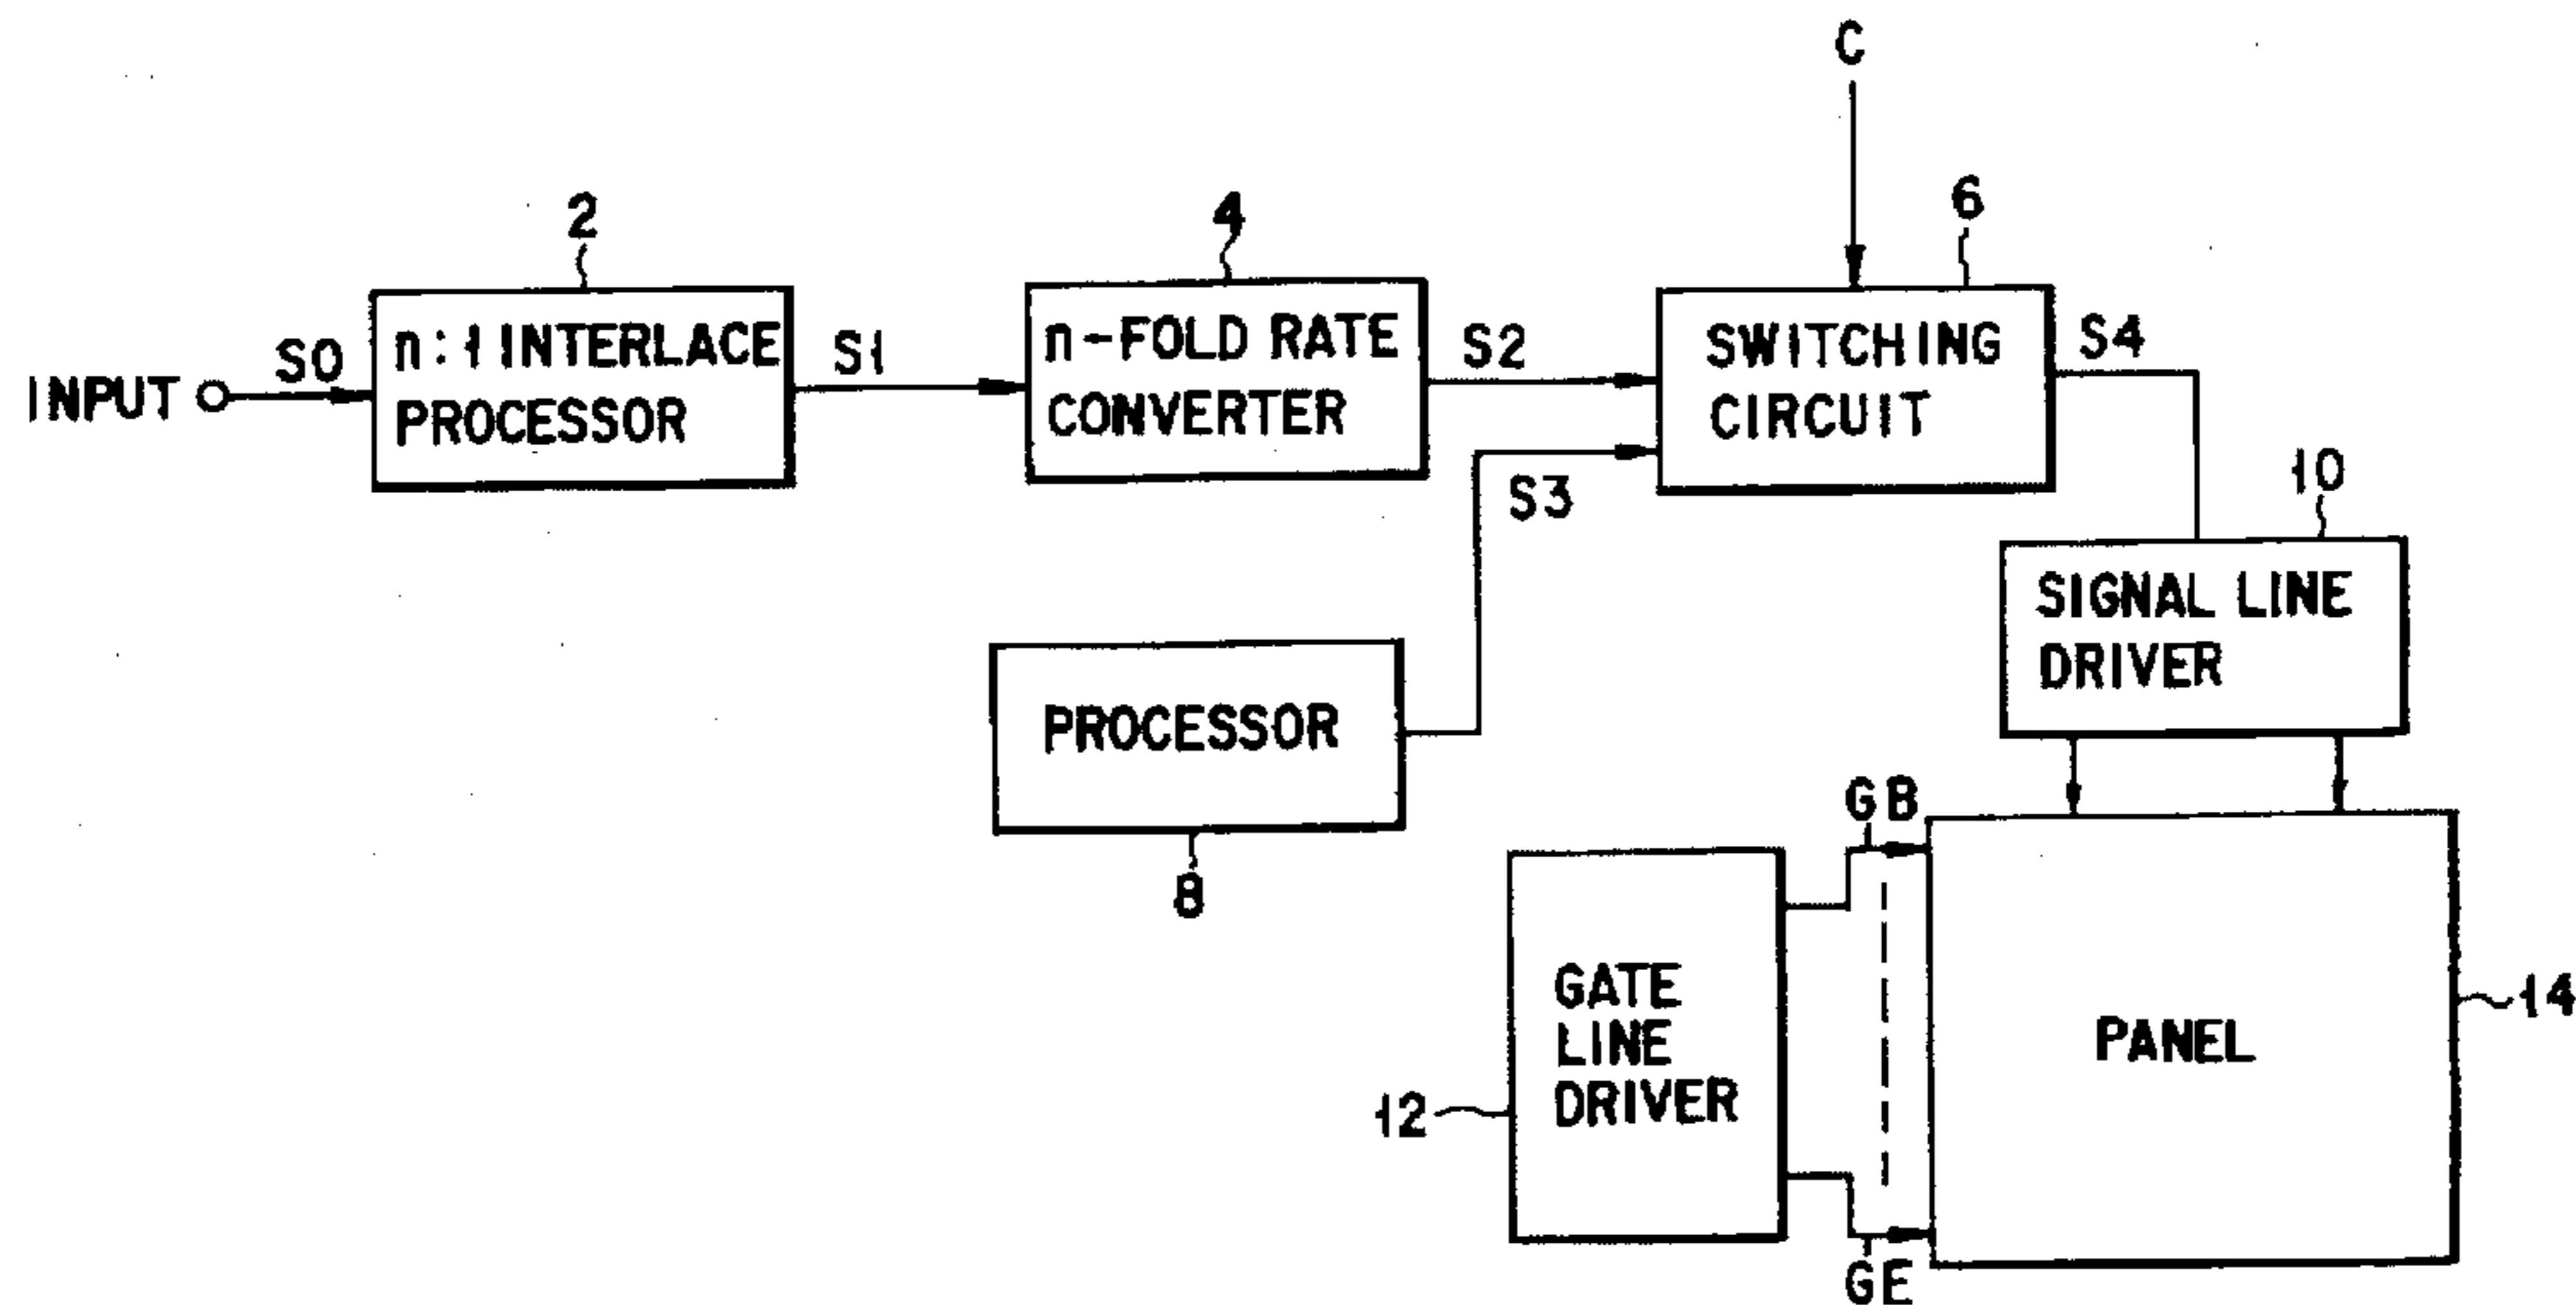 C
2
4
6
INPUT
S0
n:1 INTERLACE
PROCESSOR
S1
n-FOLD RATE
CONVERTER
S2
SWITCHING
CIRCUIT
S4
S3
10
SIGNAL LINE
DRIVER
PROCESSOR
8
GB
GATE
LINE
DRIVER
12
PANEL
14
GE